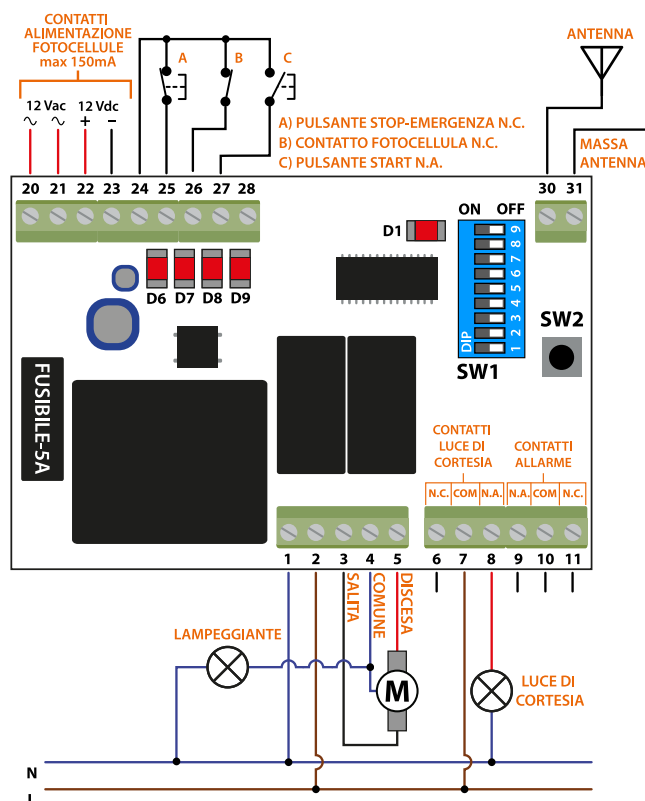 CONTATTI
ALIMENTAZIONE
FOTOCELLULE
max 150mA
12 Vac 12 Vdc
∿ ∿ + −
A B C
A) PULSANTE STOP-EMERGENZA N.C.
B) CONTATTO FOTOCELLULA N.C.
C) PULSANTE START N.A.
ANTENNA
MASSA
ANTENNA
20 21 22 23 24 25 26 27 28
30 31
D1
ON OFF
9
8
7
6
5
4
3
2
1
DIP
SW1
SW2
D6 D7 D8 D9
FUSIBILE-5A
CONTATTI
LUCE DI
CORTESIA
CONTATTI
ALLARME
N.C. COM N.A. N.A. COM N.C.
1 2 3 4 5 6 7 8 9 10 11
SALITA
COMUNE
DISCESA
LAMPEGGIANTE
M
LUCE DI
CORTESIA
N
L